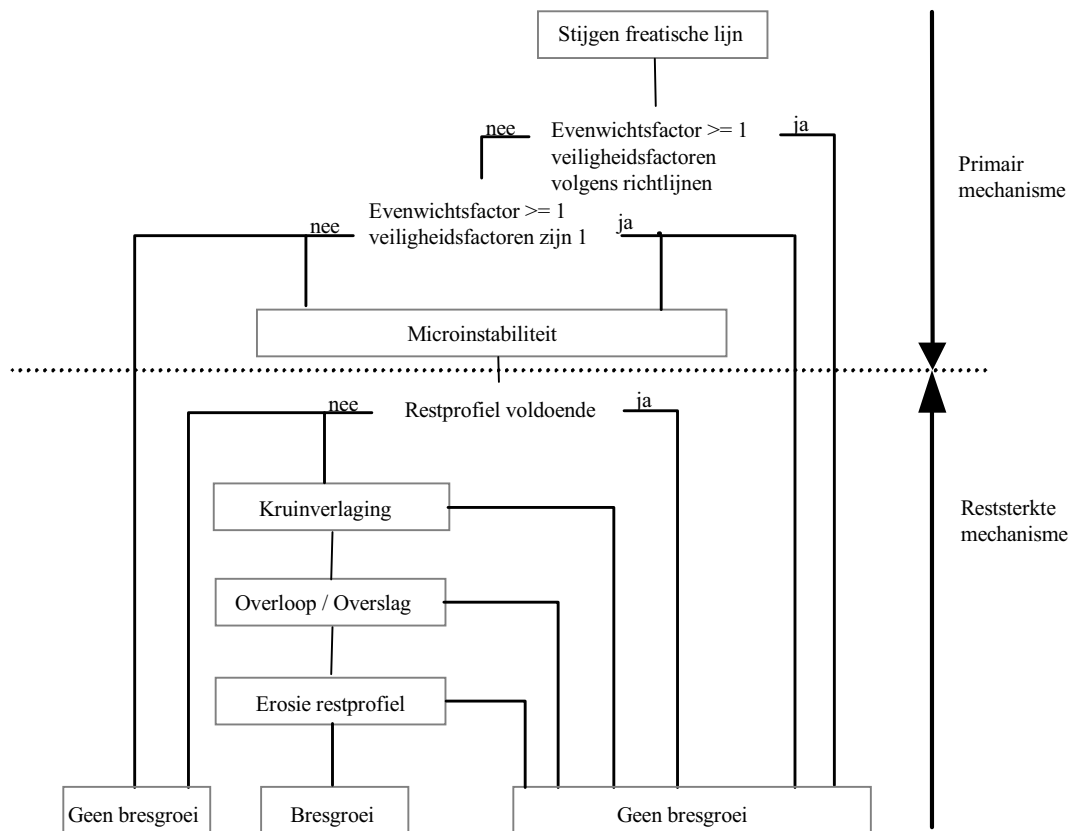 Stijgen freatische lijn
nee
Evenwichtsfactor >= 1
veiligheidsfactoren
volgens richtlijnen
ja
Primair
mechanisme
nee
Evenwichtsfactor >= 1
veiligheidsfactoren zijn 1
ja
Microinstabiliteit
nee
Restprofiel voldoende
ja
Kruinverlaging
Reststerkte
mechanisme
Overloop / Overslag
Erosie restprofiel
Geen bresgroei
Bresgroei
Geen bresgroei